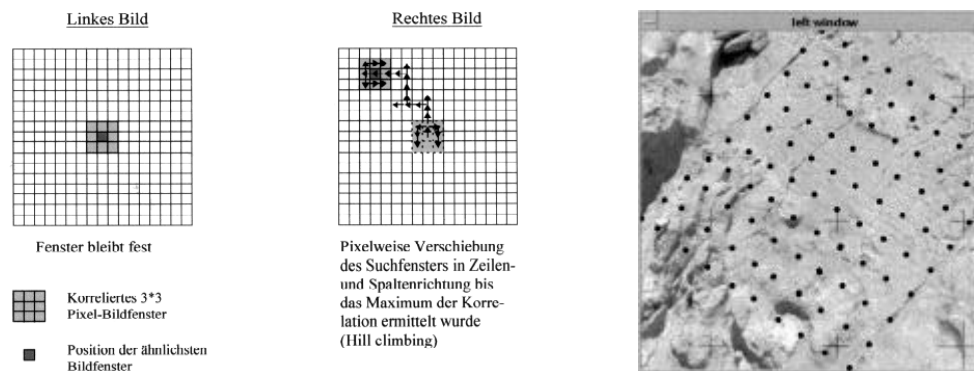 Linkes Bild
Fenster bleibt fest
Korreliertes 3*3
Pixel-Bildfenster
Position der ähnlichsten
Bildfenster
Rechtes Bild
Pixelweise Verschiebung
des Suchfensters in Zeilen-
und Spaltenrichtung bis
das Maximum der Korre-
lation ermittelt wurde
(Hill climbing)
left window